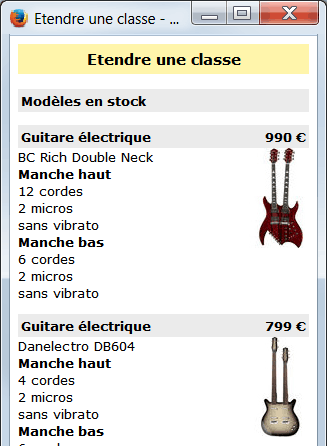 Etendre une classe - ...
Etendre une classe
Modèles en stock
Guitare électrique 990 €
BC Rich Double Neck
Manche haut
12 cordes
2 micros
sans vibrato
Manche bas
6 cordes
2 micros
sans vibrato
Guitare électrique 799 €
Danelectro DB604
Manche haut
4 cordes
2 micros
sans vibrato
Manche bas